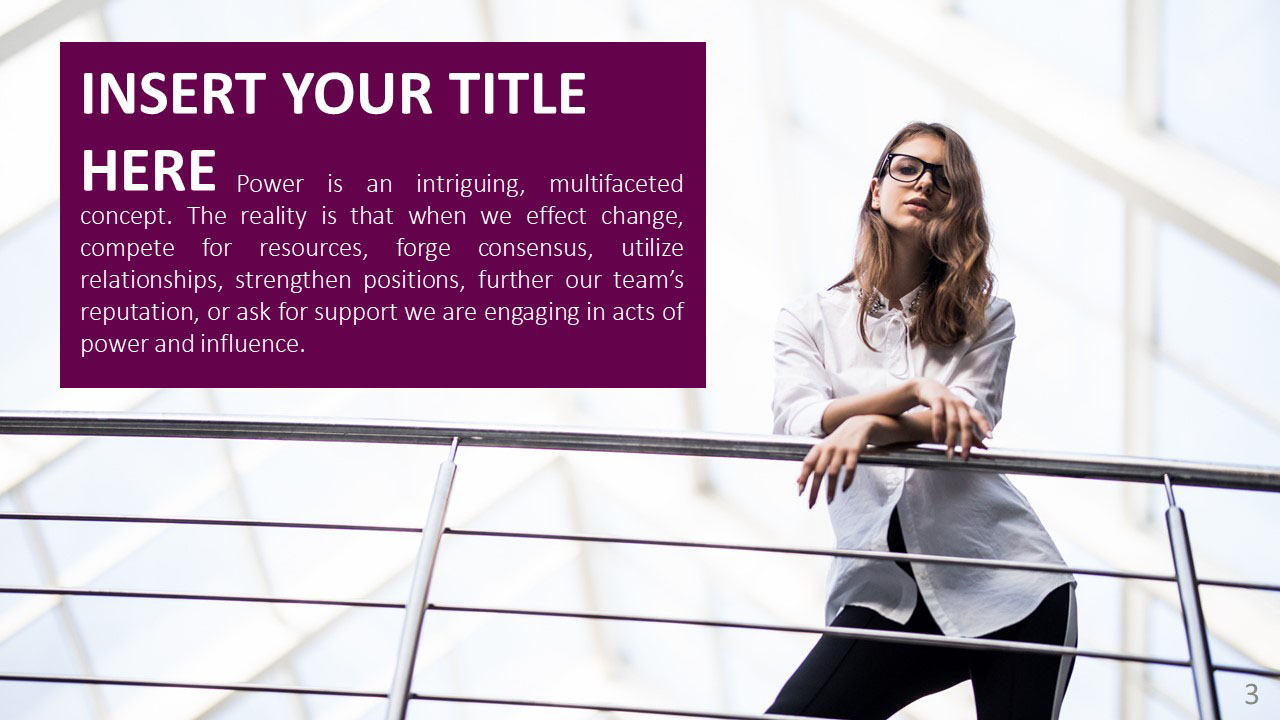 INSERT YOUR TITLE
HERE Power is an intriguing, multifaceted
concept. The reality is that when we effect change,
compete for resources, forge consensus, utilize
relationships, strengthen positions, further our team’s
reputation, or ask for support we are engaging in acts of
power and influence.
3